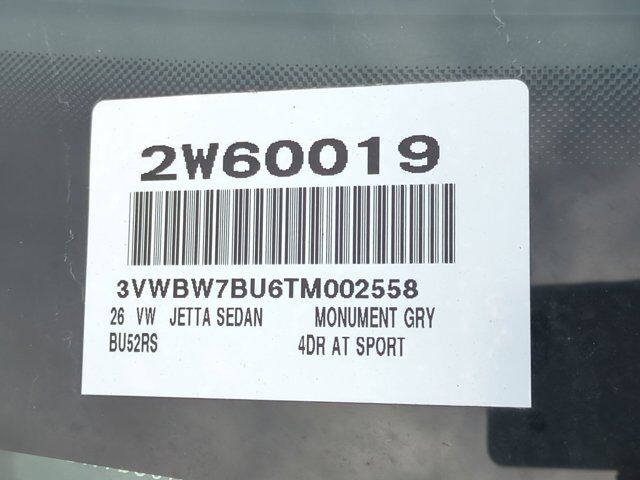 2W60019
3VWBW7BU6TM002558
26 VW JETTA SEDAN MONUMENT GRY
BU52RS 4DR AT SPORT